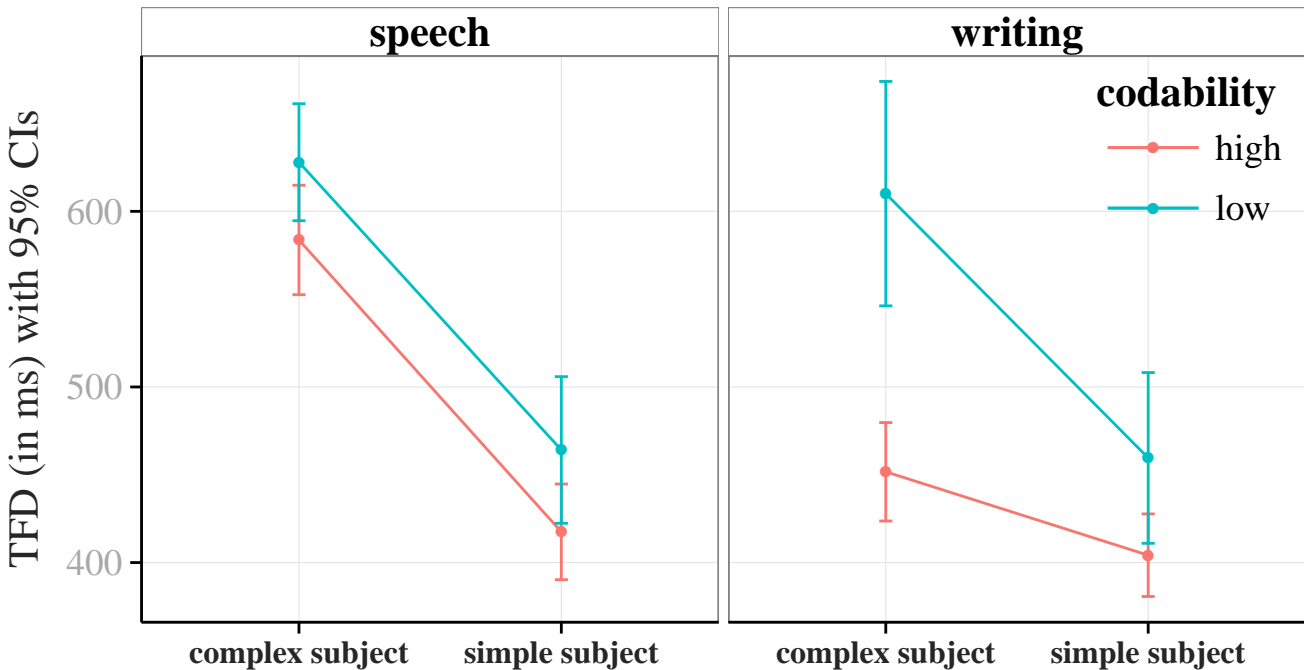 speech
writing
TFD (in ms) with 95% CIs
600
500
400
codability
high
low
complex subject
simple subject
complex subject
simple subject